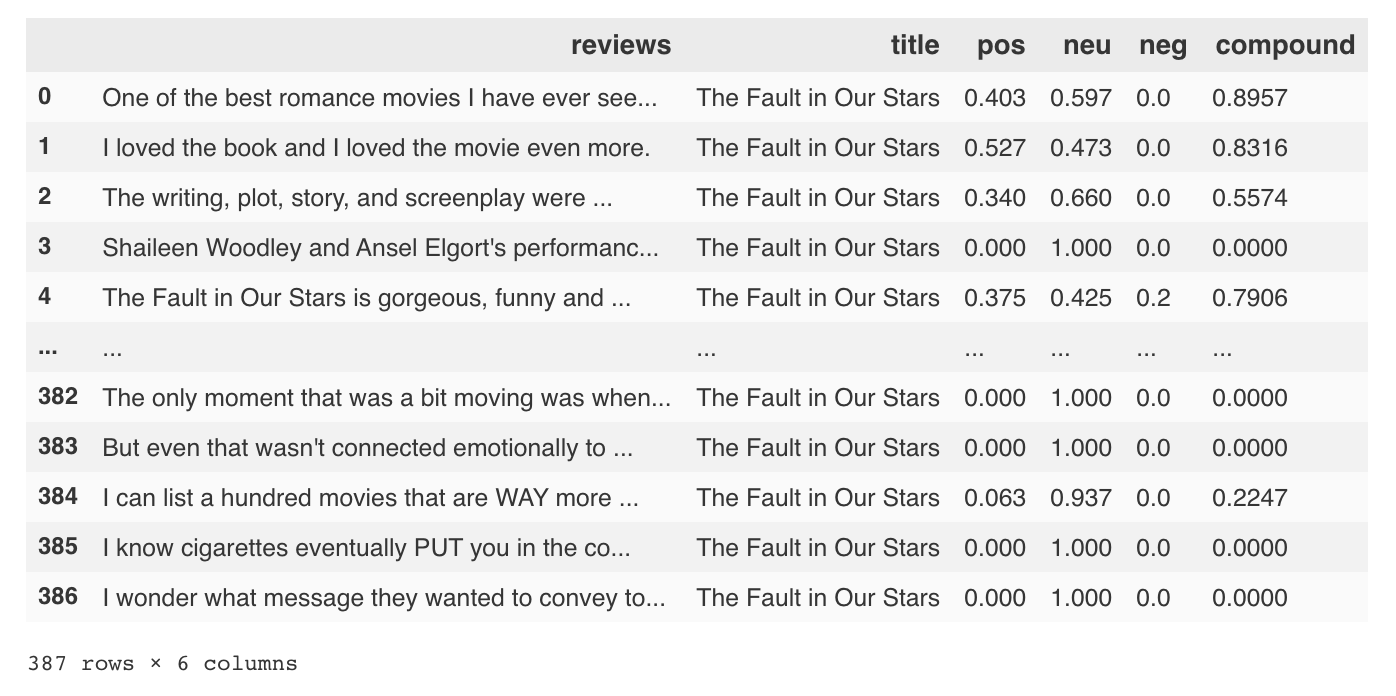 reviews title pos neu neg compound
0 One of the best romance movies I have ever see... The Fault in Our Stars 0.403 0.597 0.0 0.8957
1 I loved the book and I loved the movie even more. The Fault in Our Stars 0.527 0.473 0.0 0.8316
2 The writing, plot, story, and screenplay were ... The Fault in Our Stars 0.340 0.660 0.0 0.5574
3 Shaileen Woodley and Ansel Elgort's performanc... The Fault in Our Stars 0.000 1.000 0.0 0.0000
4 The Fault in Our Stars is gorgeous, funny and ... The Fault in Our Stars 0.375 0.425 0.2 0.7906
... ... ... ... ... ... ...
382 The only moment that was a bit moving was when... The Fault in Our Stars 0.000 1.000 0.0 0.0000
383 But even that wasn't connected emotionally to ... The Fault in Our Stars 0.000 1.000 0.0 0.0000
384 I can list a hundred movies that are WAY more ... The Fault in Our Stars 0.063 0.937 0.0 0.2247
385 I know cigarettes eventually PUT you in the co... The Fault in Our Stars 0.000 1.000 0.0 0.0000
386 I wonder what message they wanted to convey to... The Fault in Our Stars 0.000 1.000 0.0 0.0000
387 rows × 6 columns